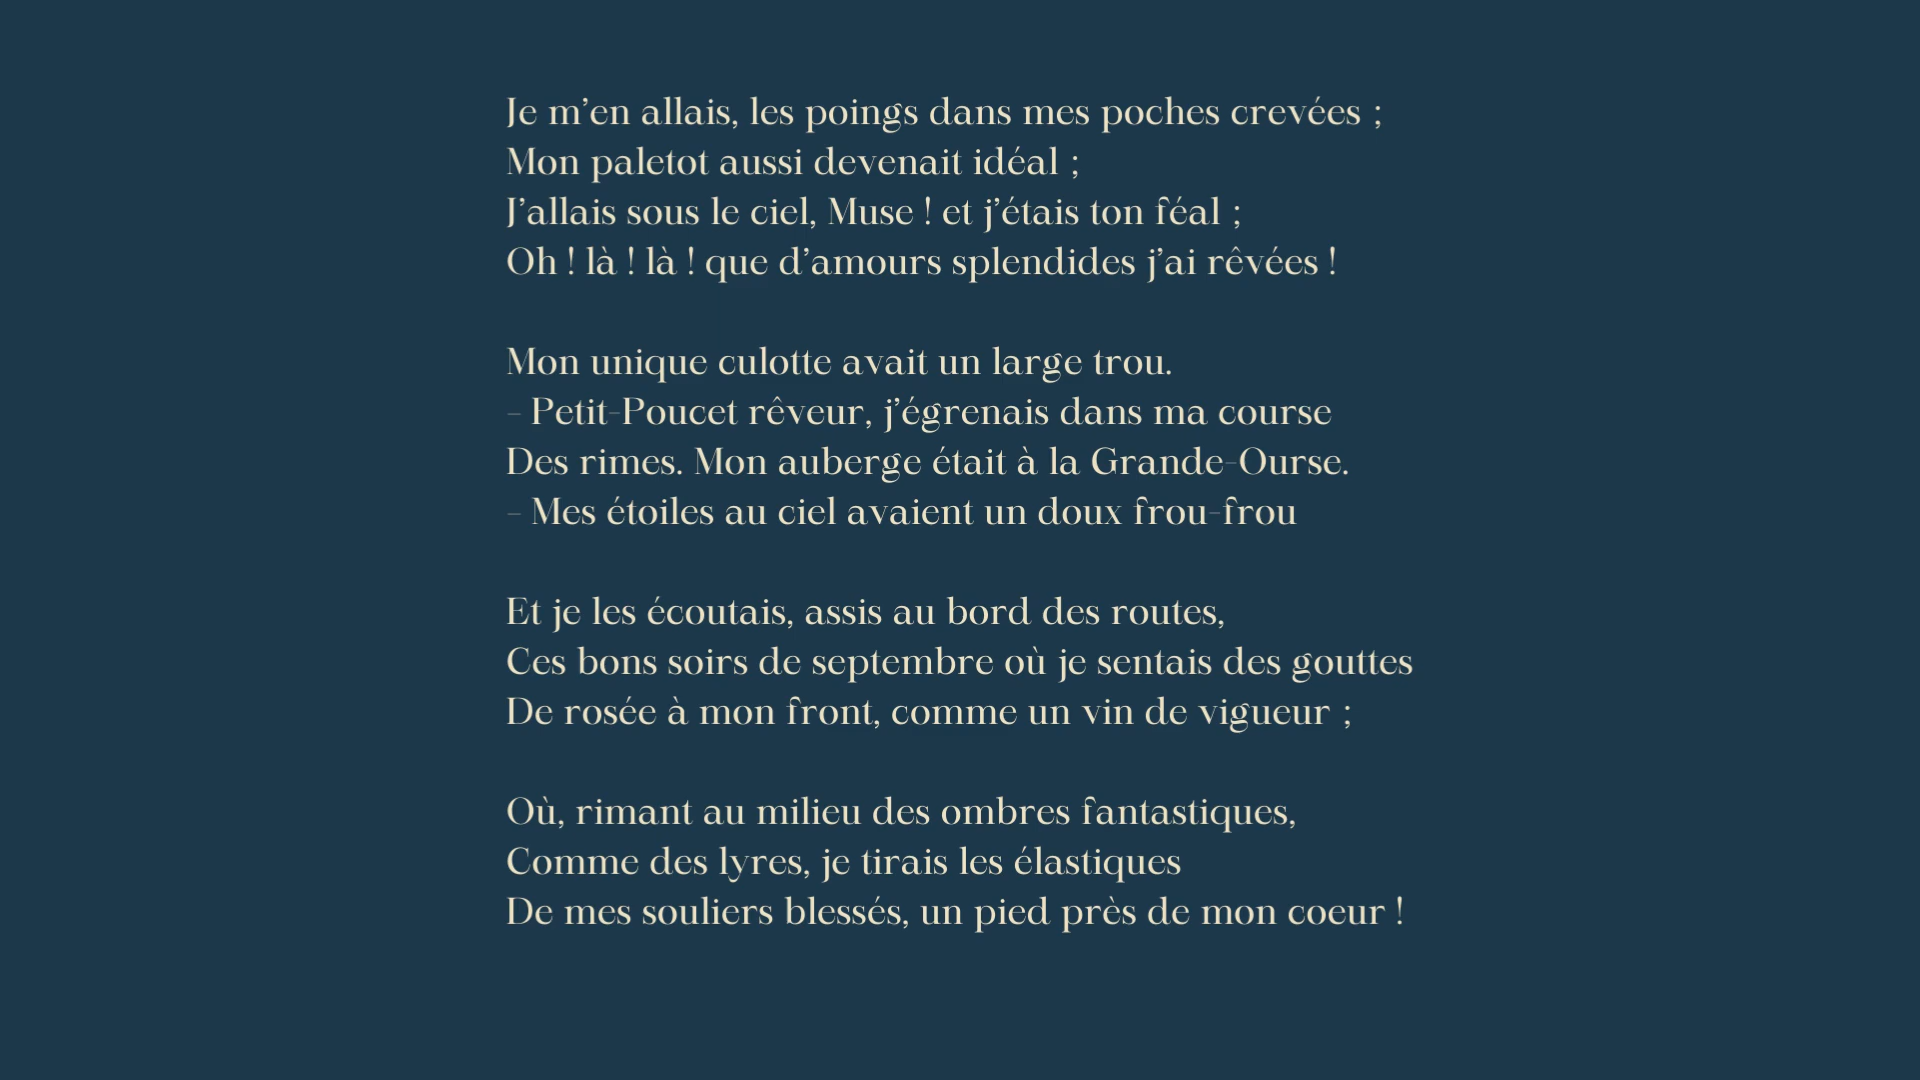 Je m’en allais, les poings dans mes poches crevées ;
Mon paletot aussi devenait idéal ;
J’allais sous le ciel, Muse ! et j’étais ton féal ;
Oh ! là ! là ! que d’amours splendides j’ai rêvées !

Mon unique culotte avait un large trou.
– Petit-Poucet rêveur, j’égrenais dans ma course
Des rimes. Mon auberge était à la Grande-Ourse.
– Mes étoiles au ciel avaient un doux frou-frou

Et je les écoutais, assis au bord des routes,
Ces bons soirs de septembre où je sentais des gouttes
De rosée à mon front, comme un vin de vigueur ;

Où, rimant au milieu des ombres fantastiques,
Comme des lyres, je tirais les élastiques
De mes souliers blessés, un pied près de mon coeur !